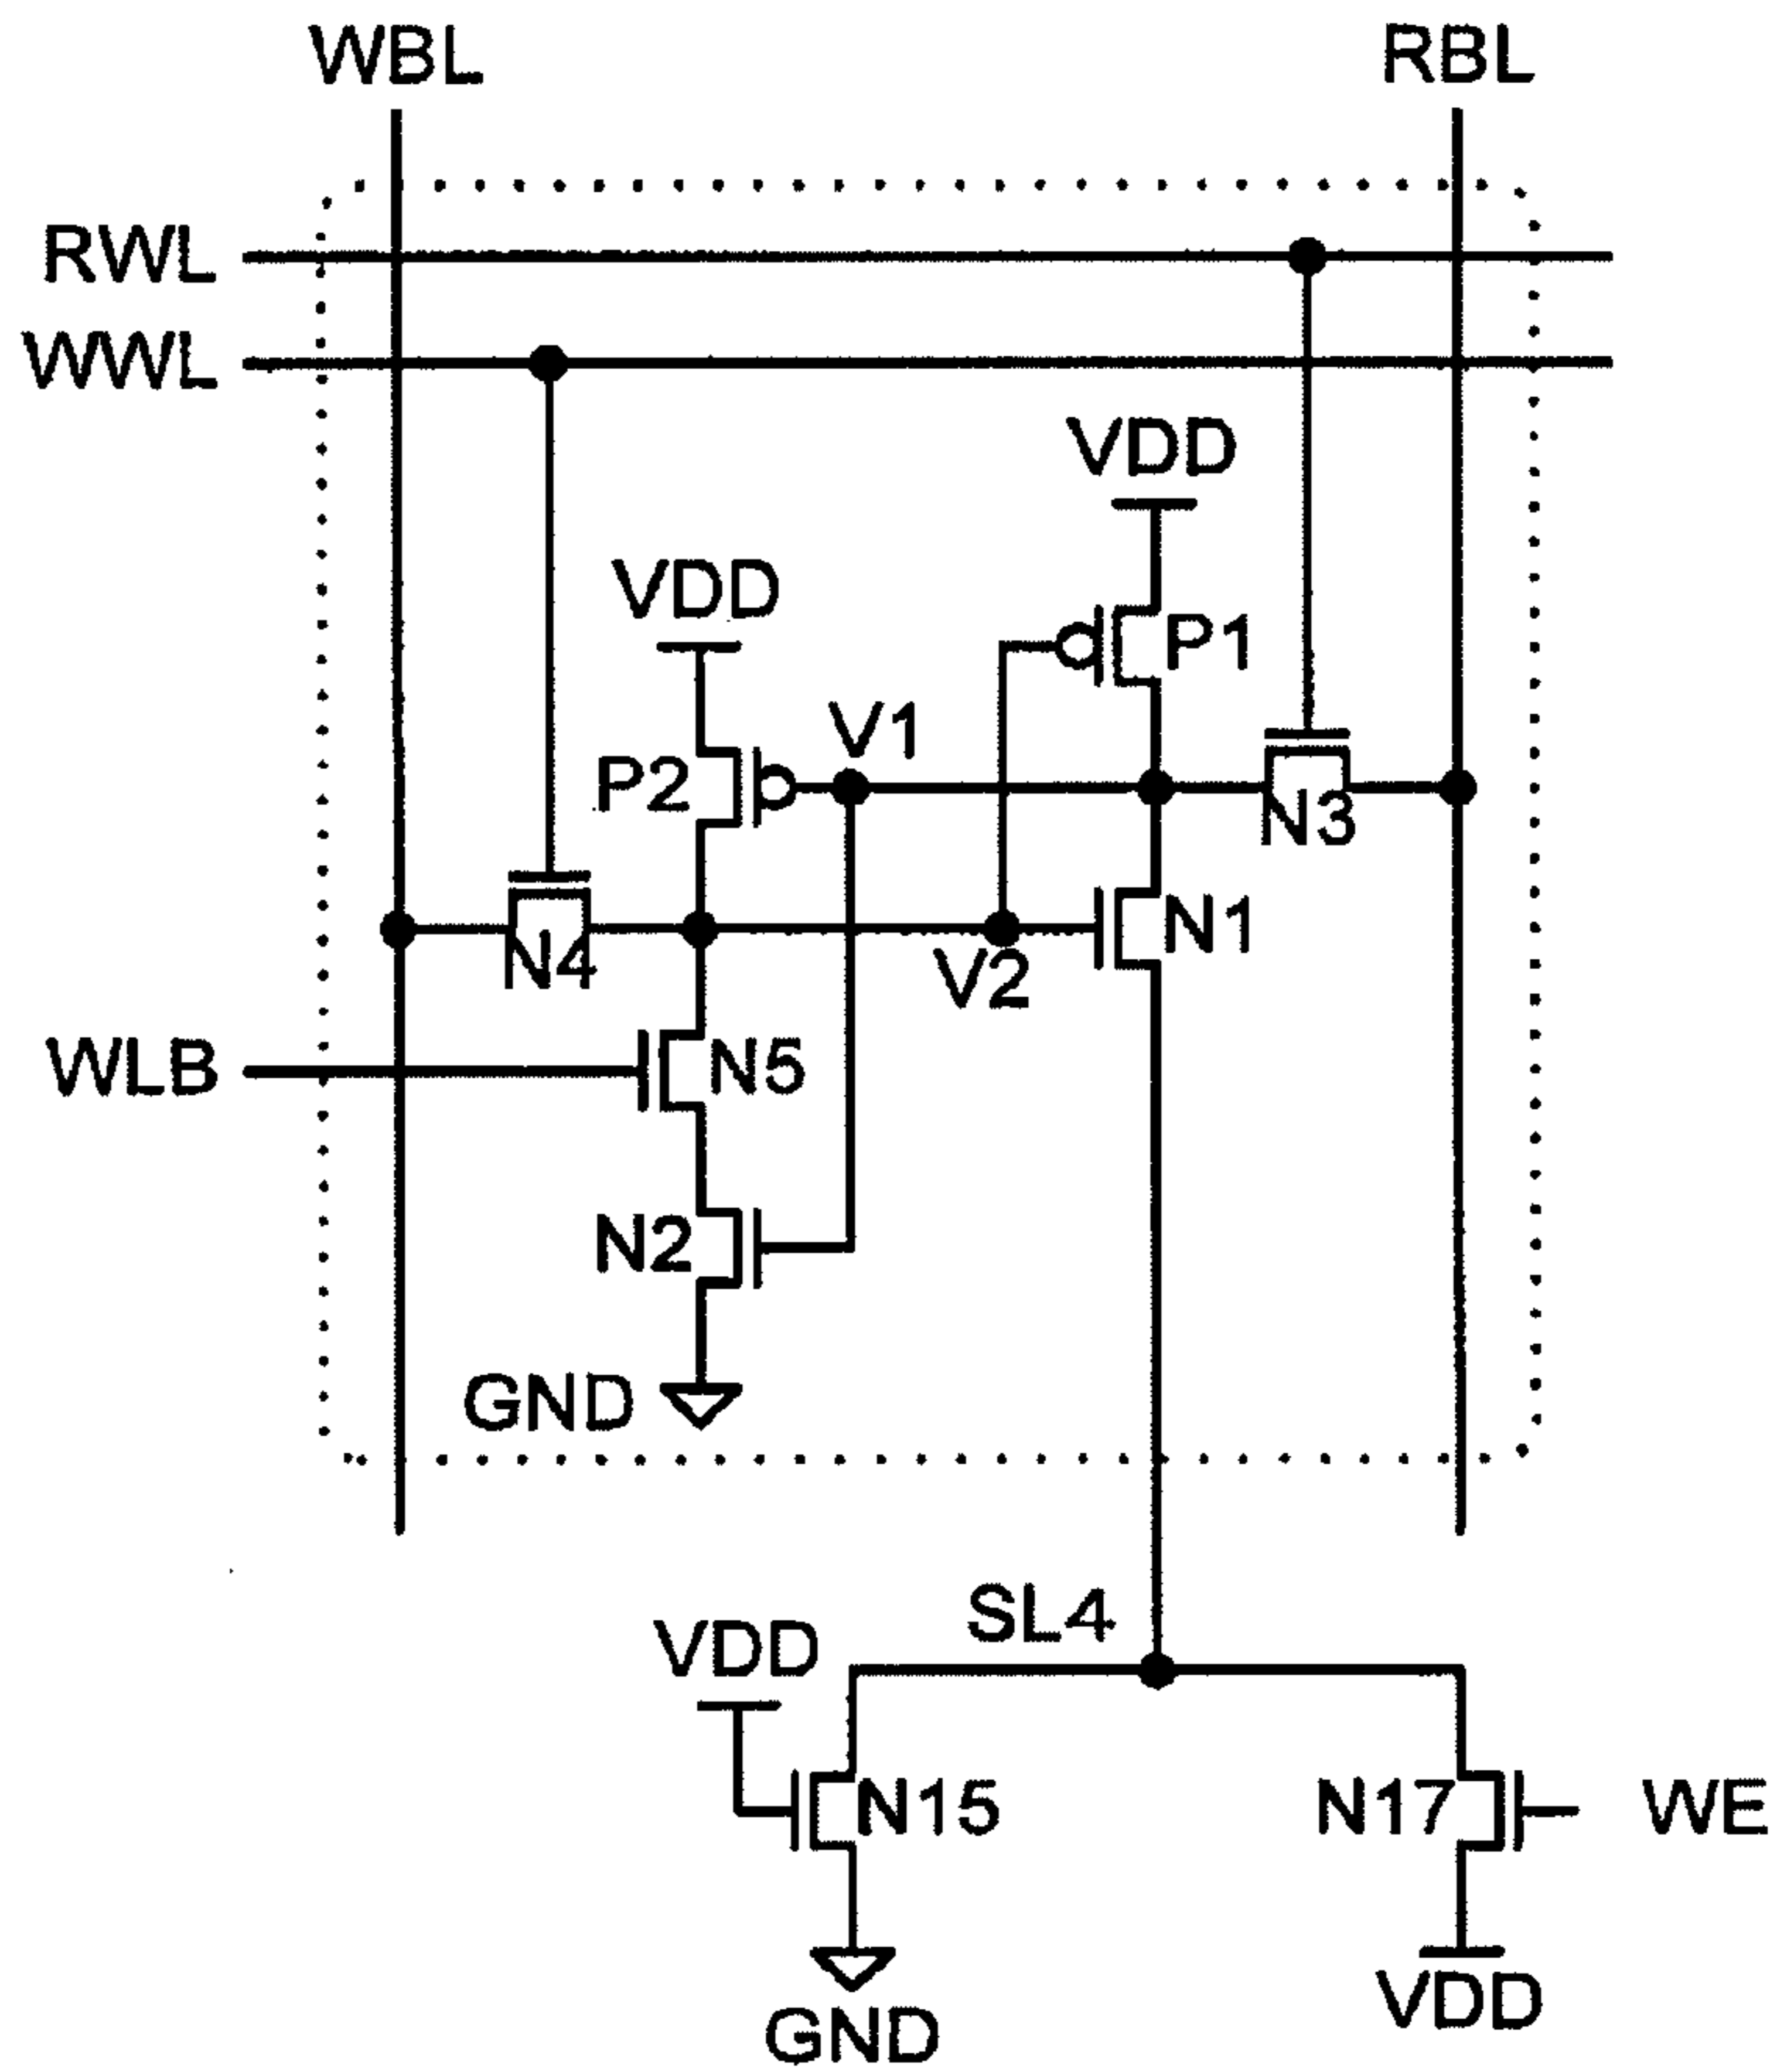 WBL RBL
RWL
WWL
VDD
VDD
P1
V1
P2
N3
N1
N4
V2
WLB
N5
N2
GND
SL4
VDD
N15
N17
WE
GND
VDD